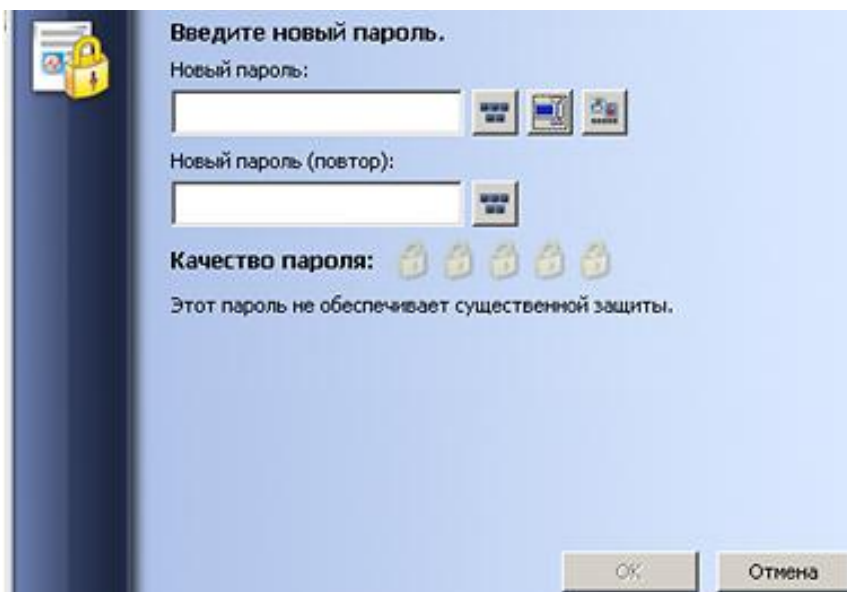 Введите новый пароль.
Новый пароль:
Новый пароль (повтор):
Качество пароля:
Этот пароль не обеспечивает существенной защиты.
OK
Отмена